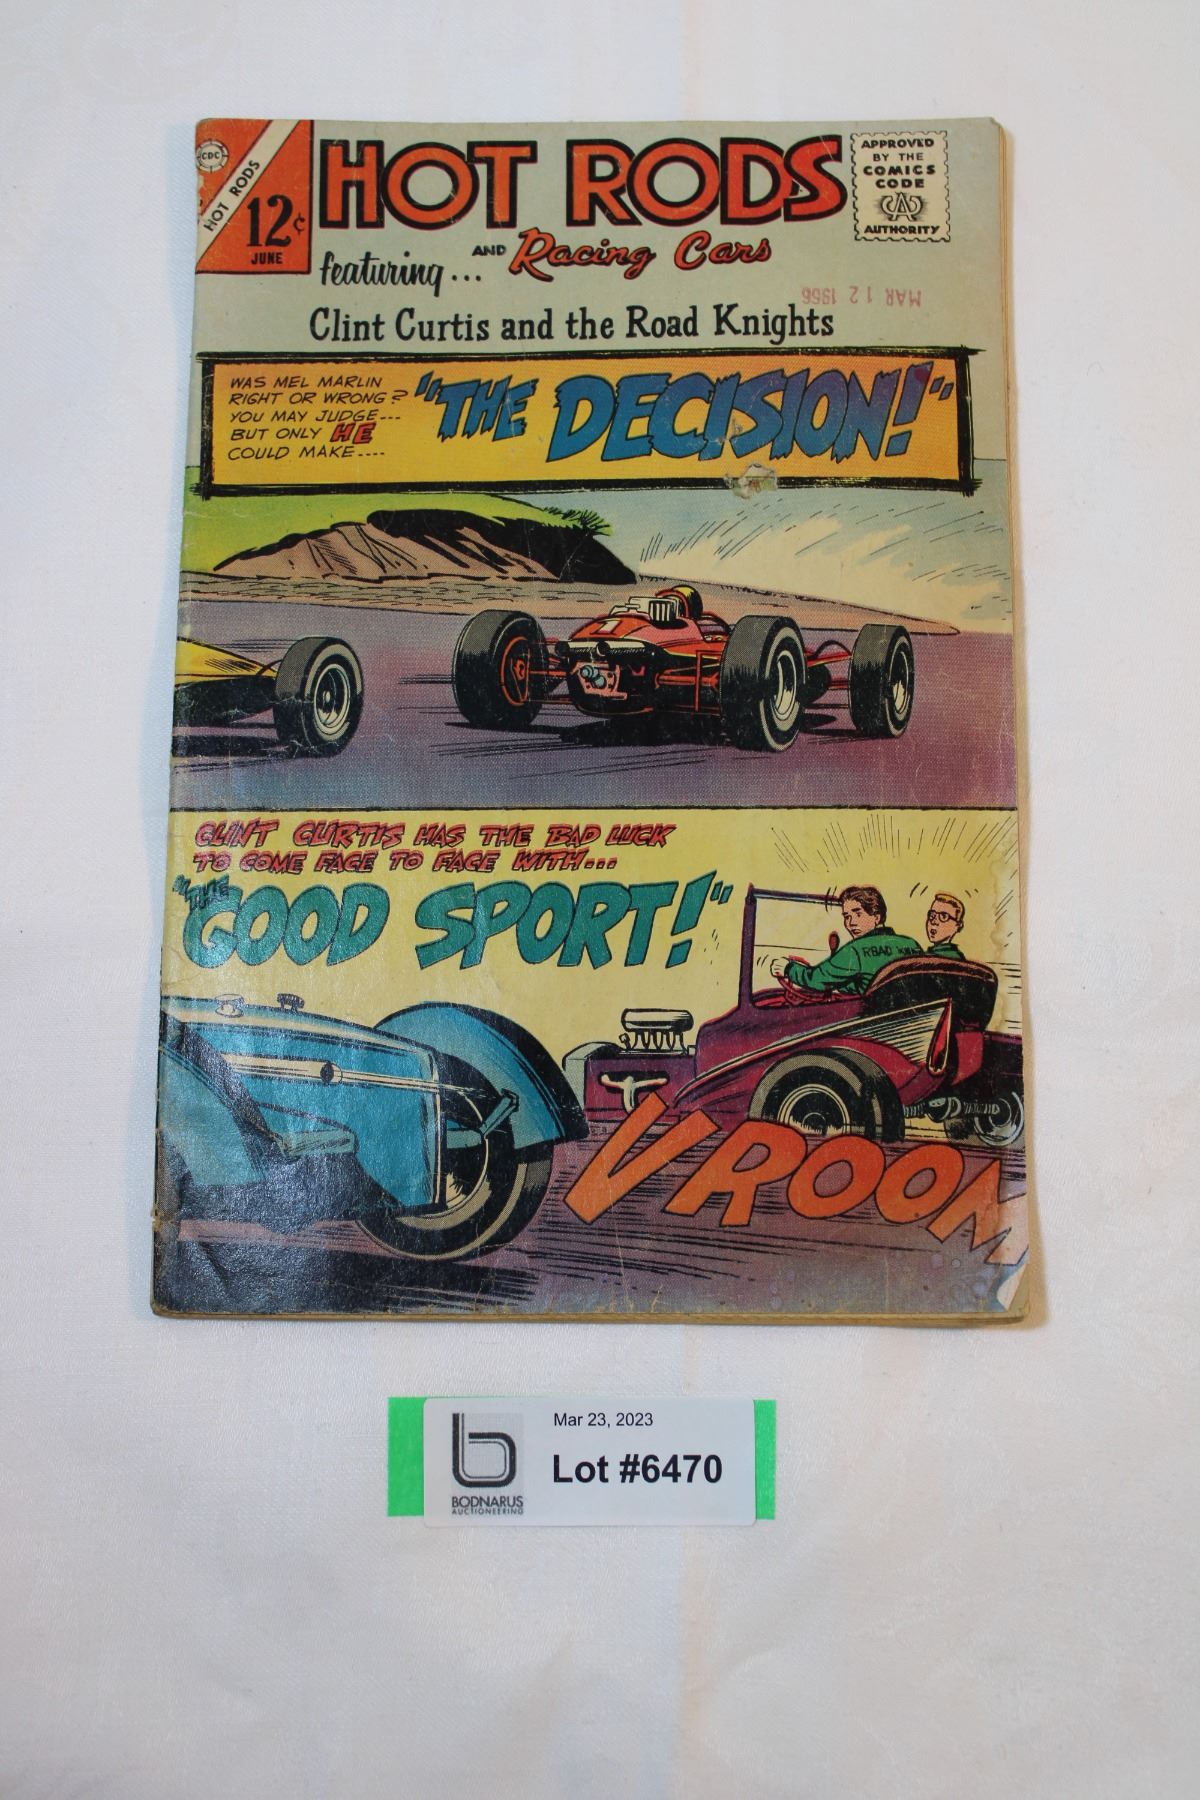 CDC
HOT RODS
12¢
JUNE
HOT RODS
AND Racing Cars
featuring...
Clint Curtis and the Road Knights
APPROVED
BY THE
COMICS
CODE
AUTHORITY
MAR 12 1966
WAS MEL MARLIN
RIGHT OR WRONG?
YOU MAY JUDGE---
BUT ONLY HE
COULD MAKE----
"THE DECISION!"
1
CLINT CURTIS HAS THE BAD LUCK
TO COME FACE TO FACE WITH...
"THE
GOOD SPORT!"
ROAD
VROOM
b
Mar 23, 2023
Lot #6470
BODNARUS
AUCTIONEERING